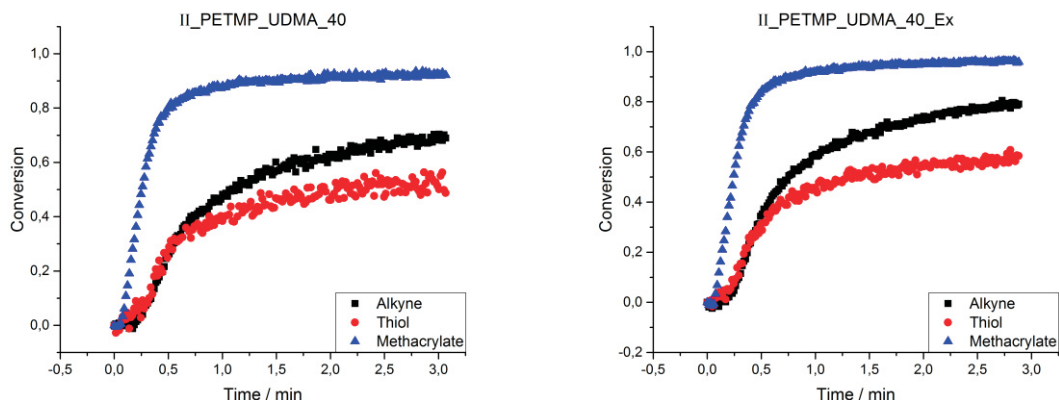 II_PETMP_UDMA_40
Conversion
1,0
0,8
0,6
0,4
0,2
0,0
Alkyne
Thiol
Methacrylate
-0,5 0,0 0,5 1,0 1,5 2,0 2,5 3,0
Time / min
II_PETMP_UDMA_40_Ex
Conversion
1,0
0,8
0,6
0,4
0,2
0,0
-0,2
Alkyne
Thiol
Methacrylate
-0,5 0,0 0,5 1,0 1,5 2,0 2,5 3,0
Time / min